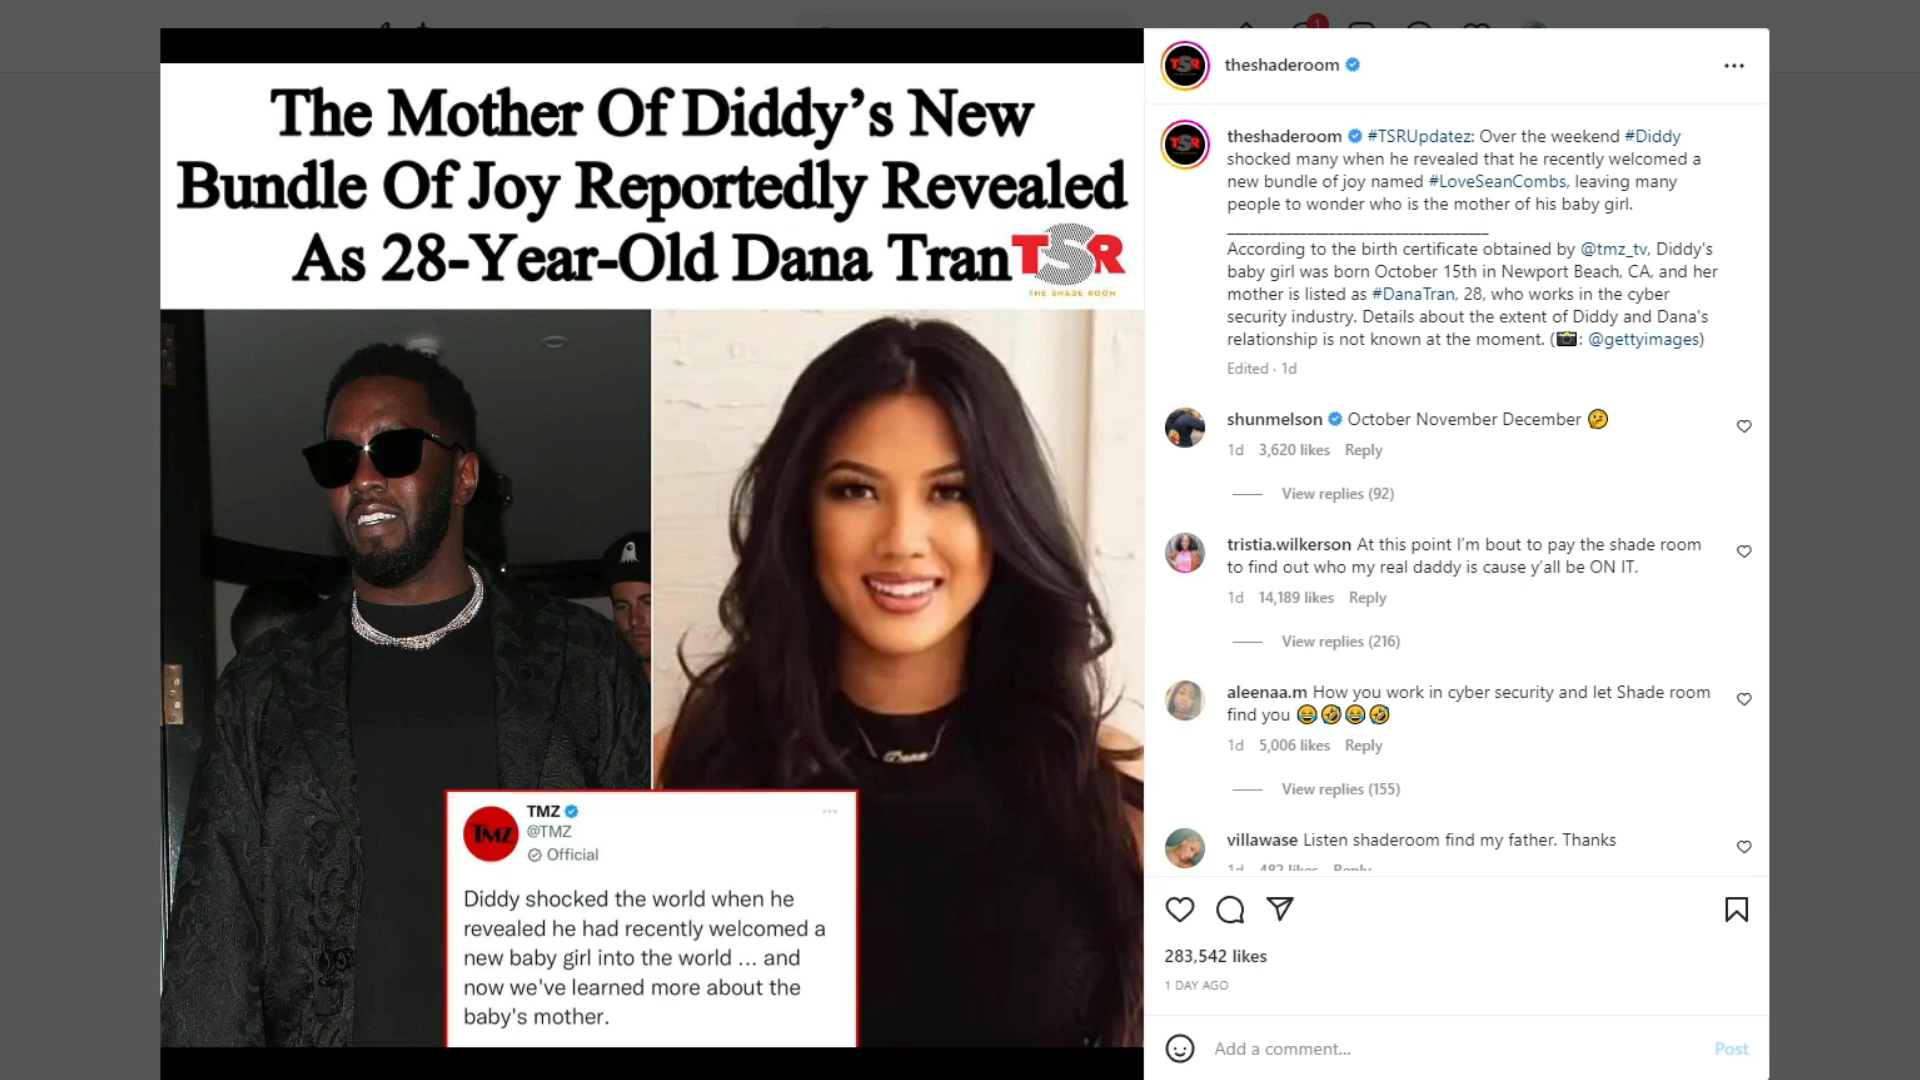 The Mother Of Diddy’s New
Bundle Of Joy Reportedly Revealed
As 28-Year-Old Dana Tran
TSR
THE SHADE ROOM
Dana
TMZ
TMZ
@TMZ
Official
Diddy shocked the world when he
revealed he had recently welcomed a
new baby girl into the world ... and
now we've learned more about the
baby's mother.
1
TSR
theshaderoom
TSR
theshaderoom #TSRUpdatez: Over the weekend #Diddy
shocked many when he revealed that he recently welcomed a
new bundle of joy named #LoveSeanCombs, leaving many
people to wonder who is the mother of his baby girl.
____________________________________
According to the birth certificate obtained by @tmz_tv, Diddy's
baby girl was born October 15th in Newport Beach, CA, and her
mother is listed as #DanaTran, 28, who works in the cyber
security industry. Details about the extent of Diddy and Dana's
relationship is not known at the moment. (📷: @gettyimages)
Edited · 1d
shunmelson October November December 🤔
1d 3,620 likes Reply
View replies (92)
tristia.wilkerson At this point I’m bout to pay the shade room
to find out who my real daddy is cause y’all be ON IT.
1d 14,189 likes Reply
View replies (216)
aleenaa.m How you work in cyber security and let Shade room
find you 😂🤣😂🤣
1d 5,006 likes Reply
View replies (155)
villawase Listen shaderoom find my father. Thanks
1d 482 likes Reply
283,542 likes
1 DAY AGO
Add a comment...
Post